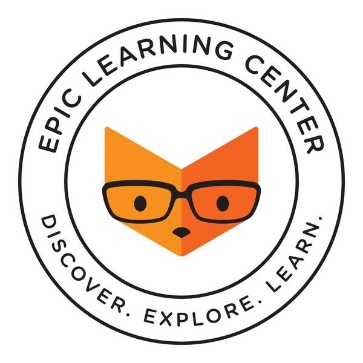 EPIC LEARNING CENTER
DISCOVER. EXPLORE. LEARN.